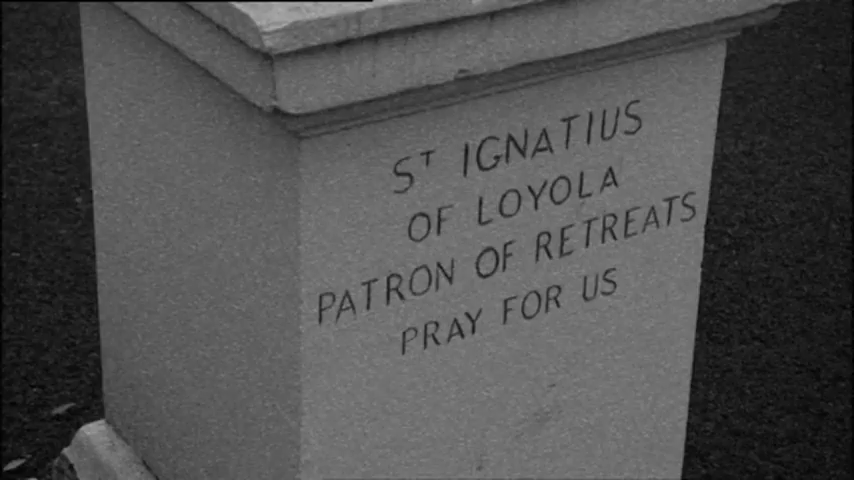 ST IGNATIUS
OF LOYOLA
PATRON OF RETREATS
PRAY FOR US